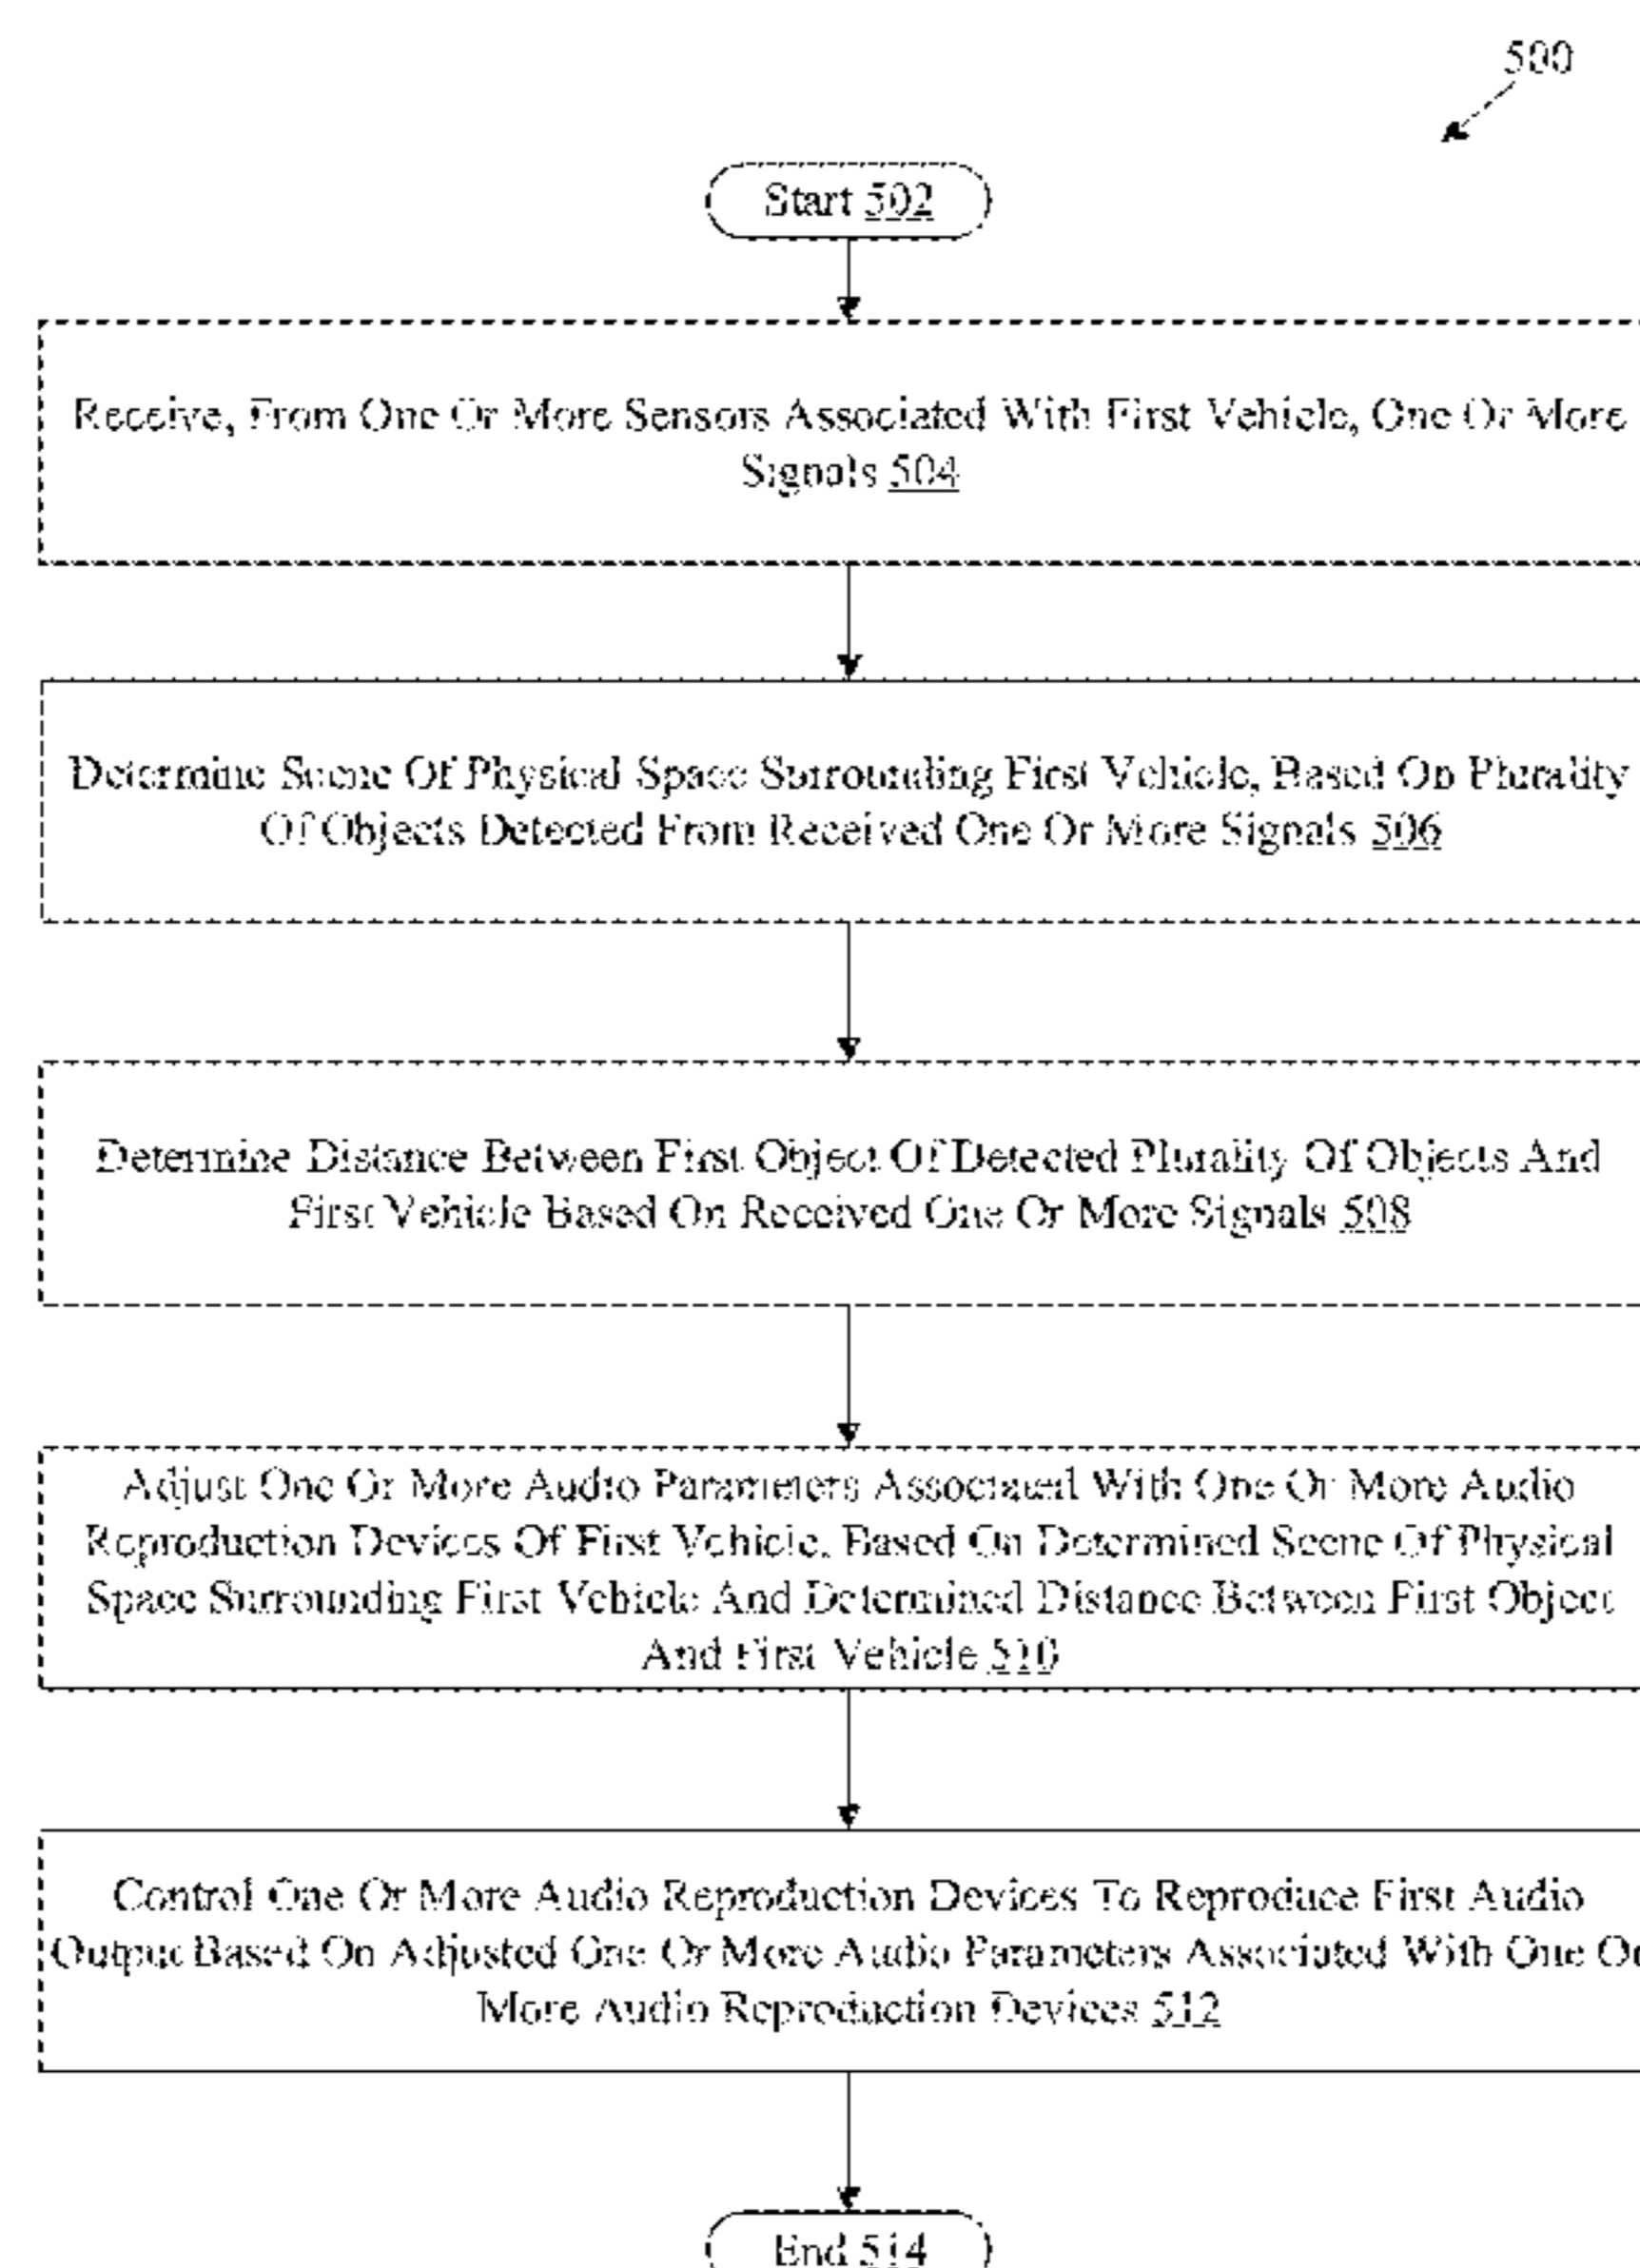 500
Start 502
Receive, From One Or More Sensors Associated With First Vehicle, One Or More
Signals 504
Determine Scene Of Physical Space Surrounding First Vehicle, Based On Plurality
Of Objects Detected From Received One Or More Signals 506
Determine Distance Between First Object Of Detected Plurality Of Objects And
First Vehicle Based On Received One Or More Signals 508
Adjust One Or More Audio Parameters Associated With One Or More Audio
Reproduction Devices Of First Vehicle, Based On Determined Scene Of Physical
Space Surrounding First Vehicle And Determined Distance Between First Object
And First Vehicle 510
Control One Or More Audio Reproduction Devices To Reproduce First Audio
Output Based On Adjusted One Or More Audio Parameters Associated With One Or
More Audio Reproduction Devices 512
End 514